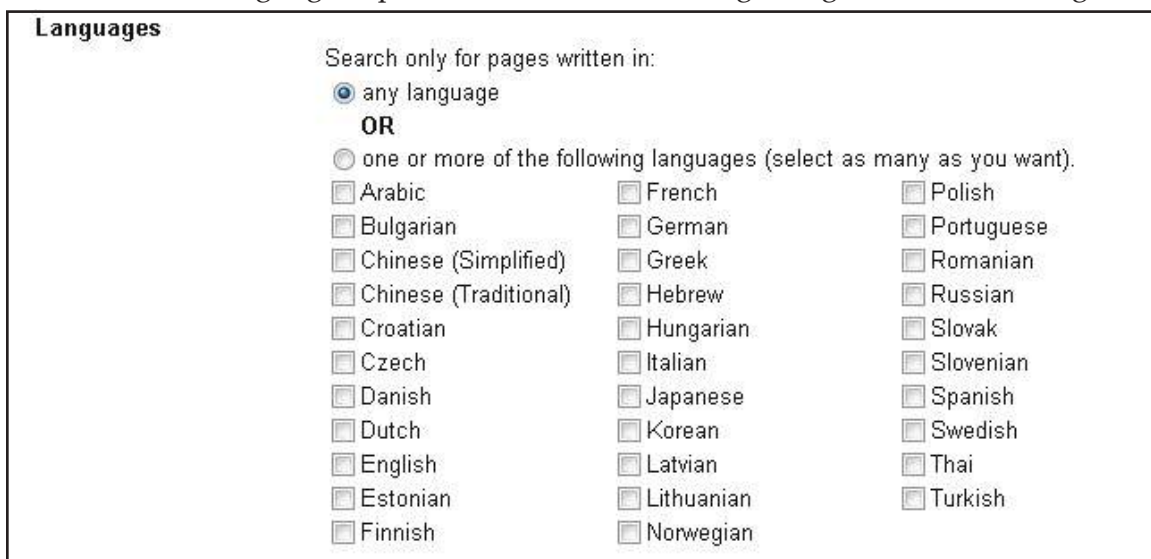 Languages
Search only for pages written in:
any language
OR
one or more of the following languages (select as many as you want).
Arabic French Polish
Bulgarian German Portuguese
Chinese (Simplified) Greek Romanian
Chinese (Traditional) Hebrew Russian
Croatian Hungarian Slovak
Czech Italian Slovenian
Danish Japanese Spanish
Dutch Korean Swedish
English Latvian Thai
Estonian Lithuanian Turkish
Finnish Norwegian